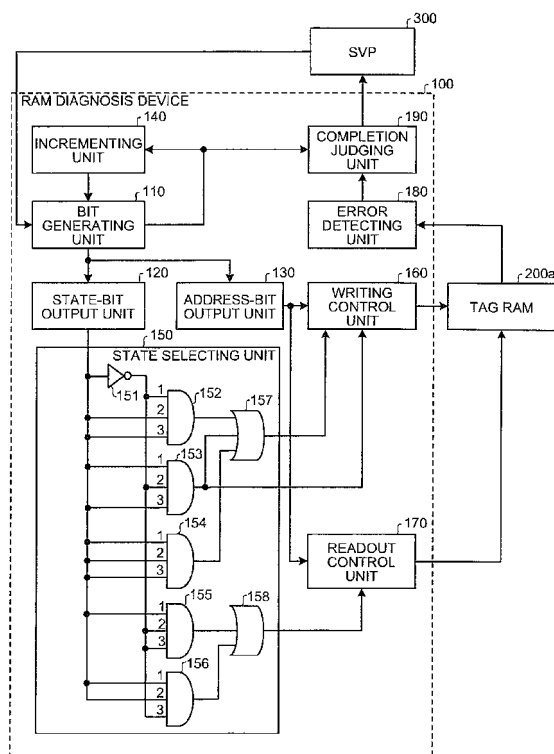 300
SVP
100
RAM DIAGNOSIS DEVICE
140
INCREMENTING
UNIT
190
COMPLETION
JUDGING
UNIT
110
BIT
GENERATING
UNIT
180
ERROR
DETECTING
UNIT
120
STATE-BIT
OUTPUT UNIT
130
ADDRESS-BIT
OUTPUT UNIT
160
WRITING
CONTROL
UNIT
200a
TAG RAM
150
STATE SELECTING UNIT
151
1
2
3
152
157
1
2
3
153
1
2
3
154
170
READOUT
CONTROL
UNIT
1
2
3
155
158
1
2
3
156